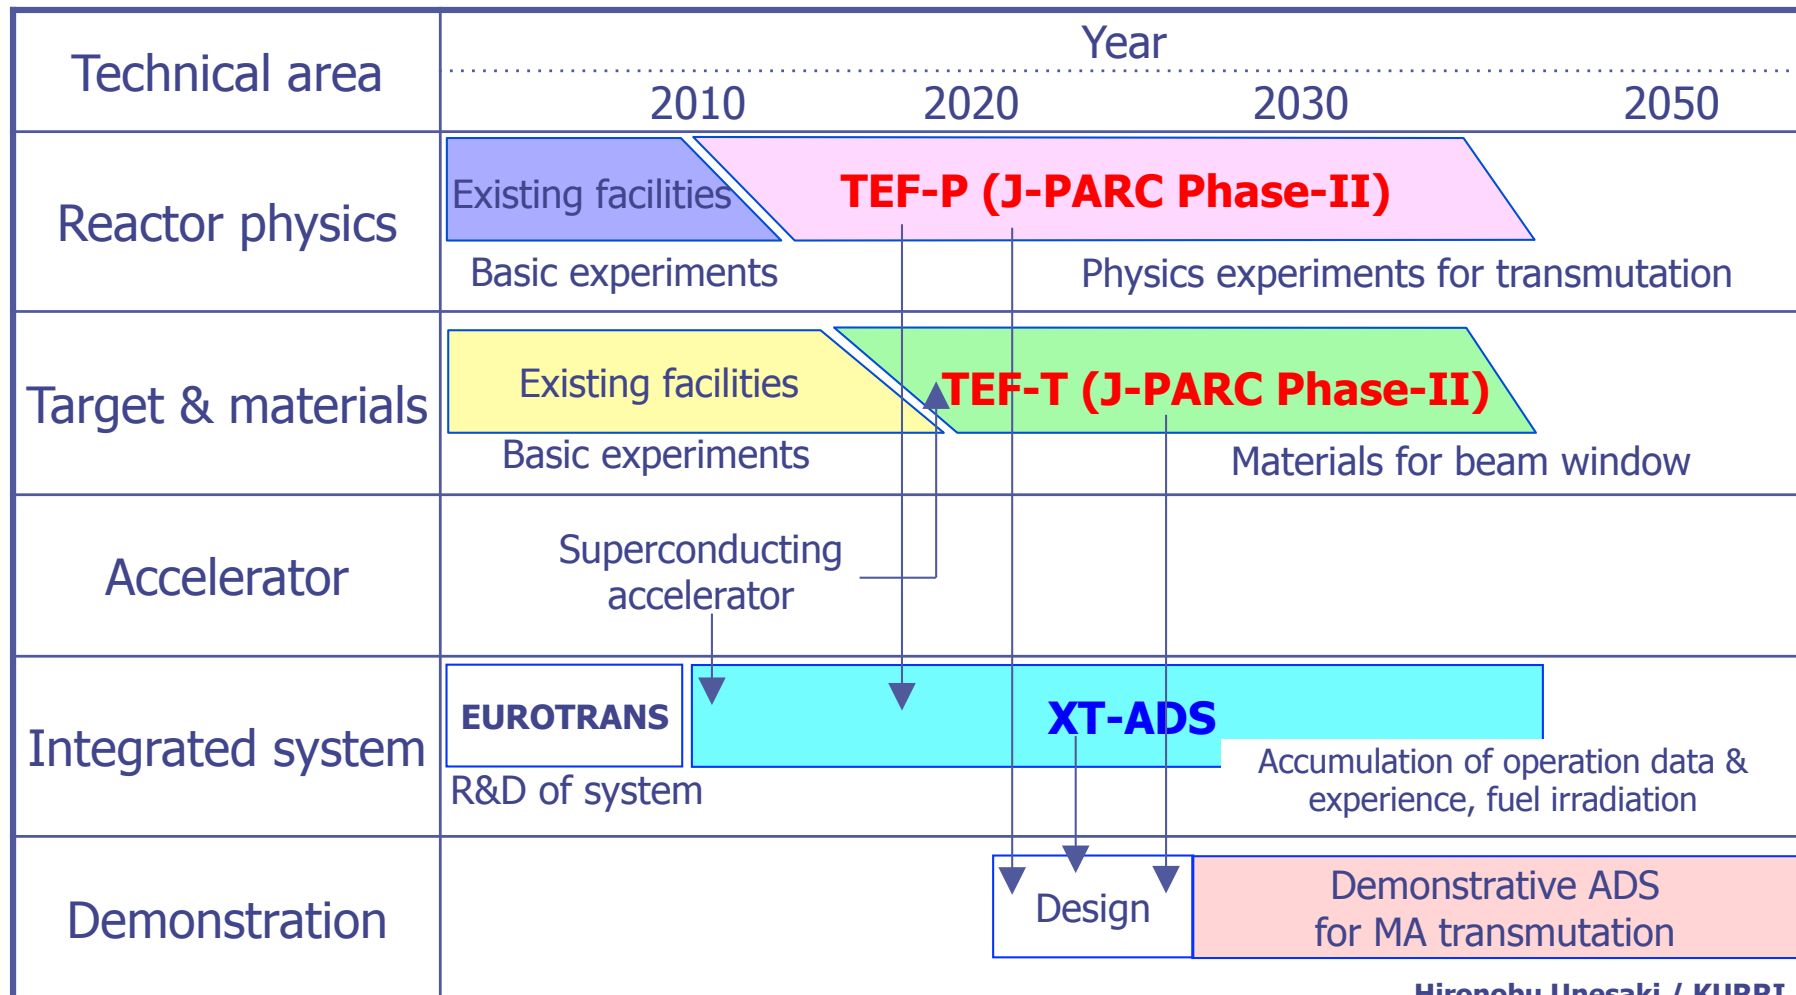 Technical area
Year
2010 2020 2030 2050
Reactor physics
Existing facilities
TEF-P (J-PARC Phase-II)
Basic experiments
Physics experiments for transmutation
Target & materials
Existing facilities
TEF-T (J-PARC Phase-II)
Basic experiments
Materials for beam window
Accelerator
Superconducting
accelerator
Integrated system
EUROTRANS
XT-ADS
R&D of system
Accumulation of operation data &
experience, fuel irradiation
Demonstration
Design
Demonstrative ADS
for MA transmutation
Hironobu Unesaki / KURRI